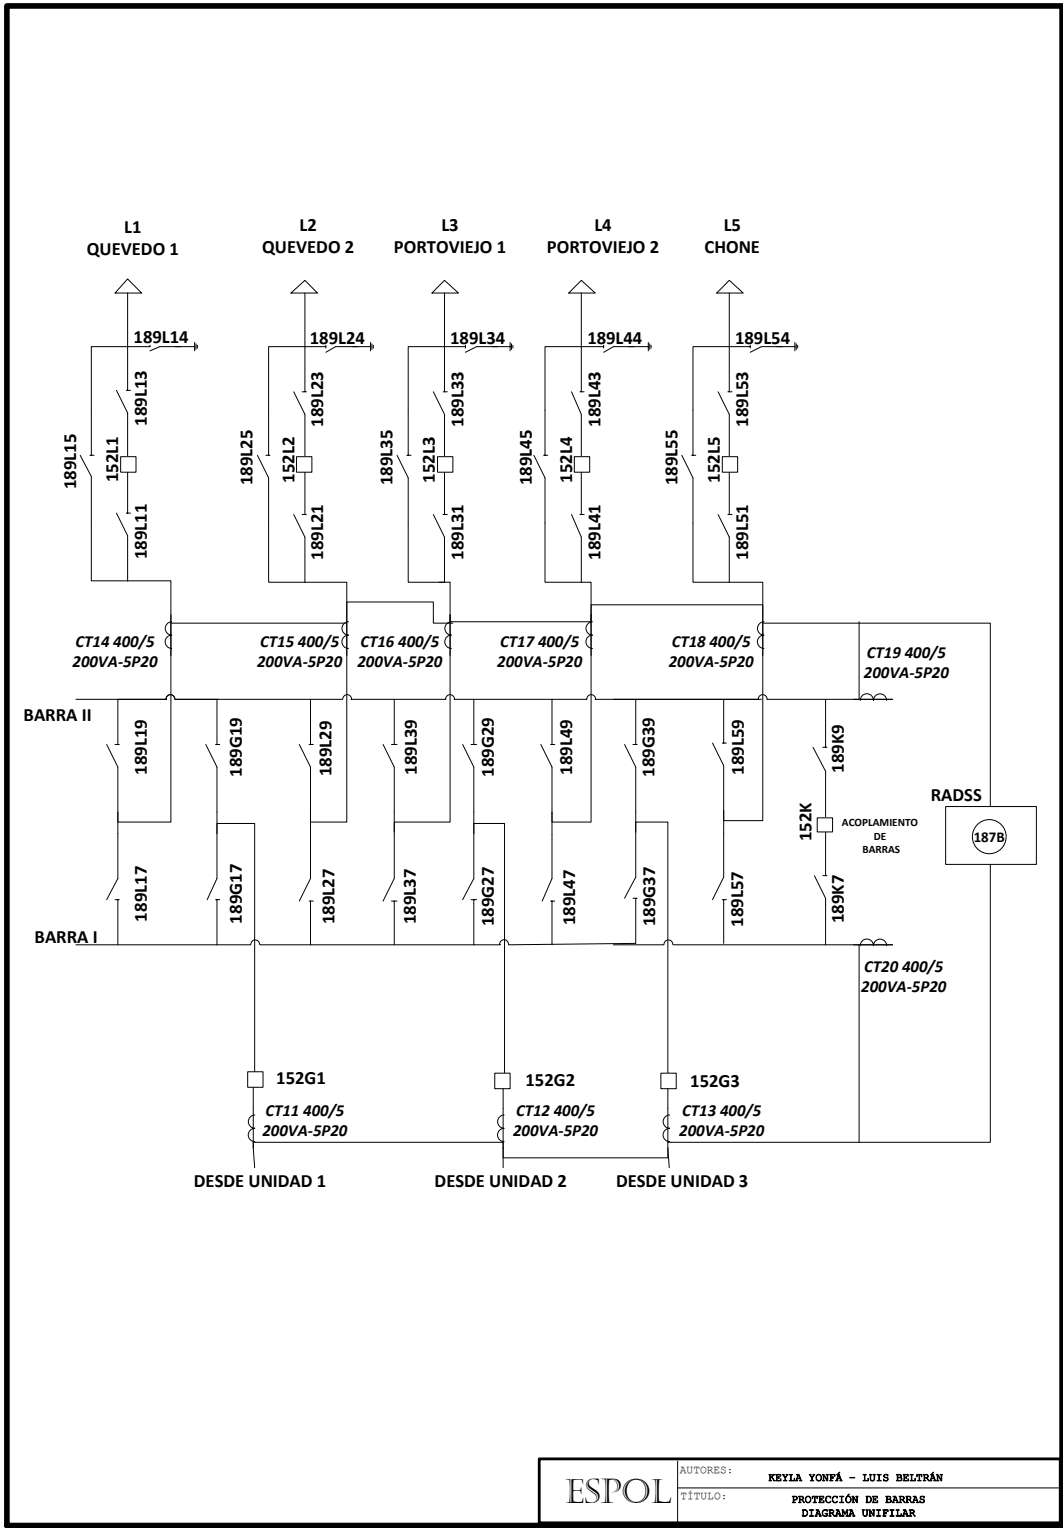 L1
QUEVEDO 1
L2
QUEVEDO 2
L3
PORTOVIEJO 1
L4
PORTOVIEJO 2
L5
CHONE
189L14
189L24
189L34
189L44
189L54
189L13
189L23
189L33
189L43
189L53
189L15
152L1
189L25
152L2
189L35
152L3
189L45
152L4
189L55
152L5
189L11
189L21
189L31
189L41
189L51
CT14 400/5
200VA-5P20
CT15 400/5
200VA-5P20
CT16 400/5
200VA-5P20
CT17 400/5
200VA-5P20
CT18 400/5
200VA-5P20
CT19 400/5
200VA-5P20
BARRA II
189L19
189G19
189L29
189L39
189G29
189L49
189G39
189L59
189K9
152K
ACOPLAMIENTO
DE
BARRAS
RADSS
187B
189L17
189G17
189L27
189L37
189G27
189L47
189G37
189L57
189K7
BARRA I
CT20 400/5
200VA-5P20
152G1
152G2
152G3
CT11 400/5
200VA-5P20
CT12 400/5
200VA-5P20
CT13 400/5
200VA-5P20
DESDE UNIDAD 1
DESDE UNIDAD 2
DESDE UNIDAD 3
ESPOL
AUTORES:
KEYLA YONFÁ - LUIS BELTRÁN
TÍTULO:
PROTECCIÓN DE BARRAS
DIAGRAMA UNIFILAR